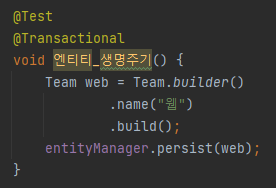 @Test
@Transactional
void 엔티티_생명주기() {
Team web = Team.builder()
.name("웹")
.build();
entityManager.persist(web);
}